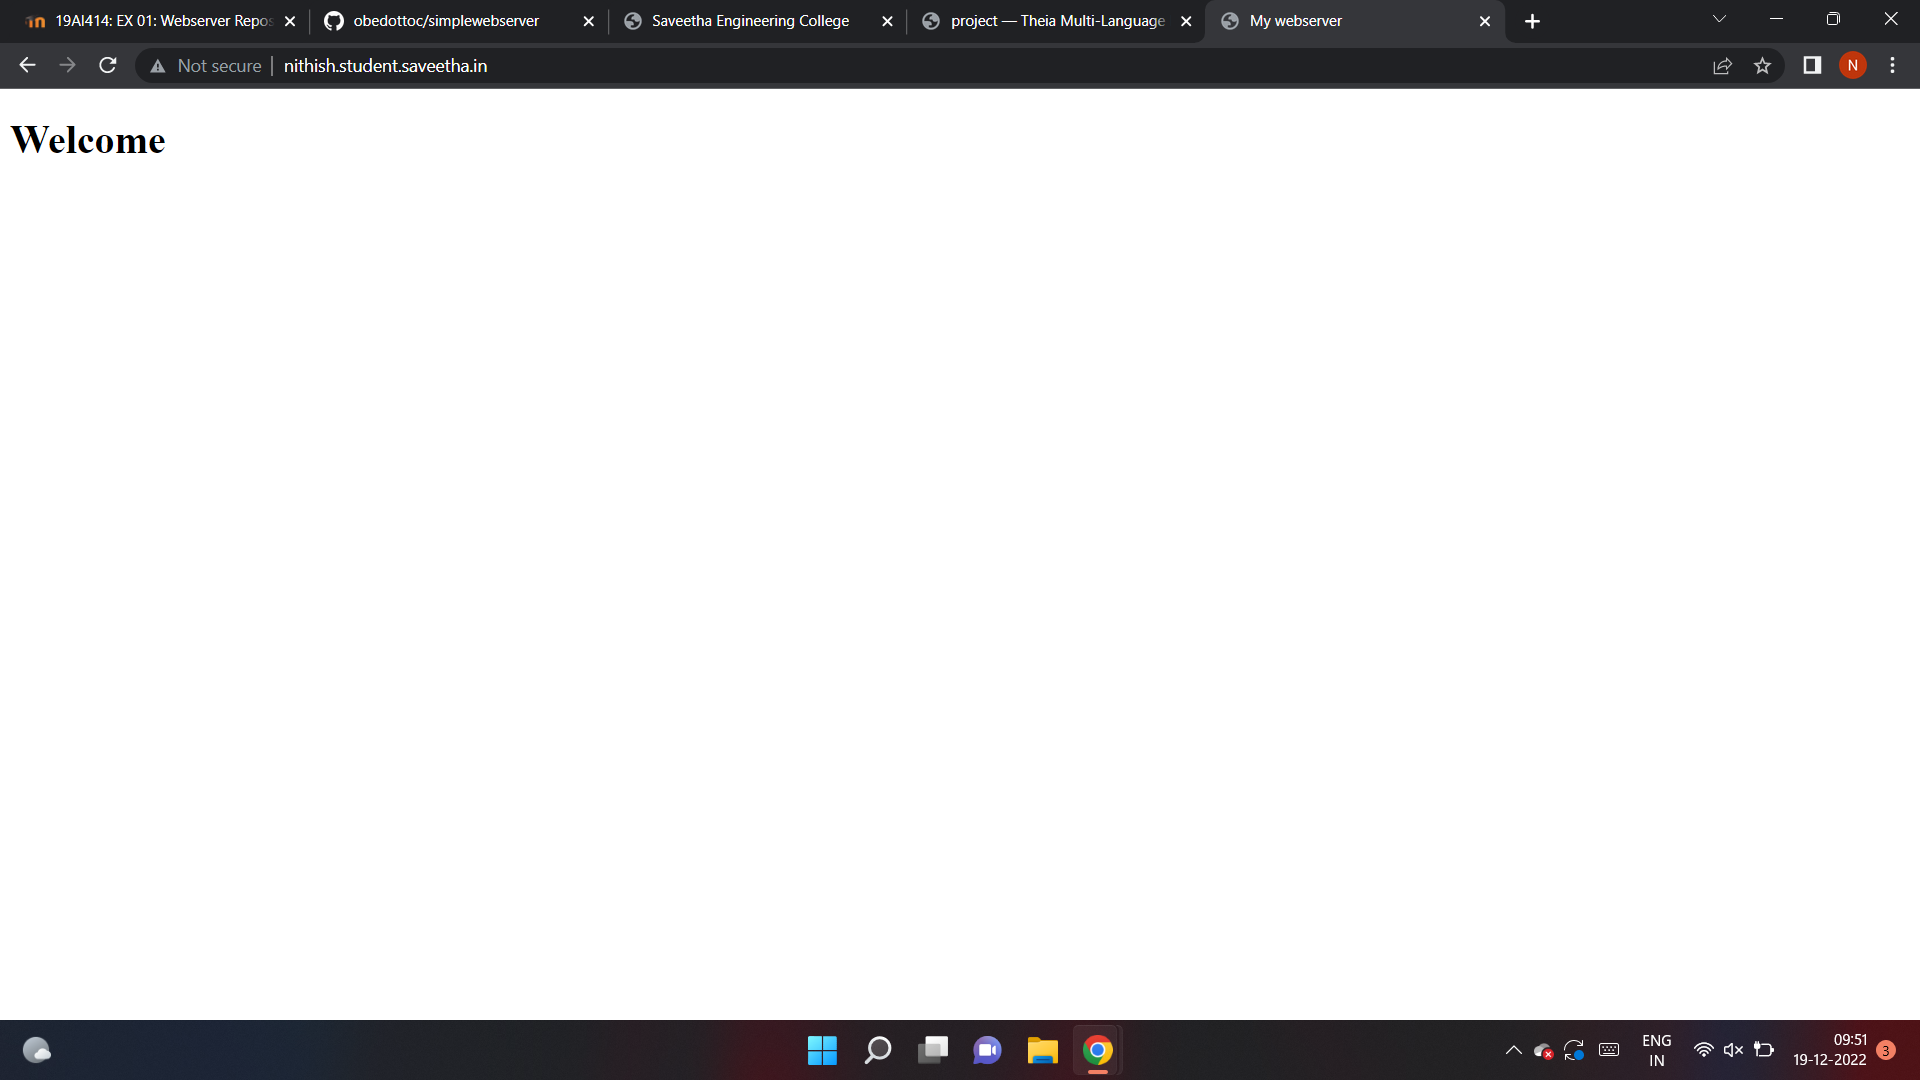 19AI414: EX 01: Webserver Repos
obedottoc/simplewebserver
Saveetha Engineering College
project — Theia Multi-Language
My webserver
Not secure
nithish.student.saveetha.in
N
Welcome
ENG
IN
09:51
19-12-2022
3